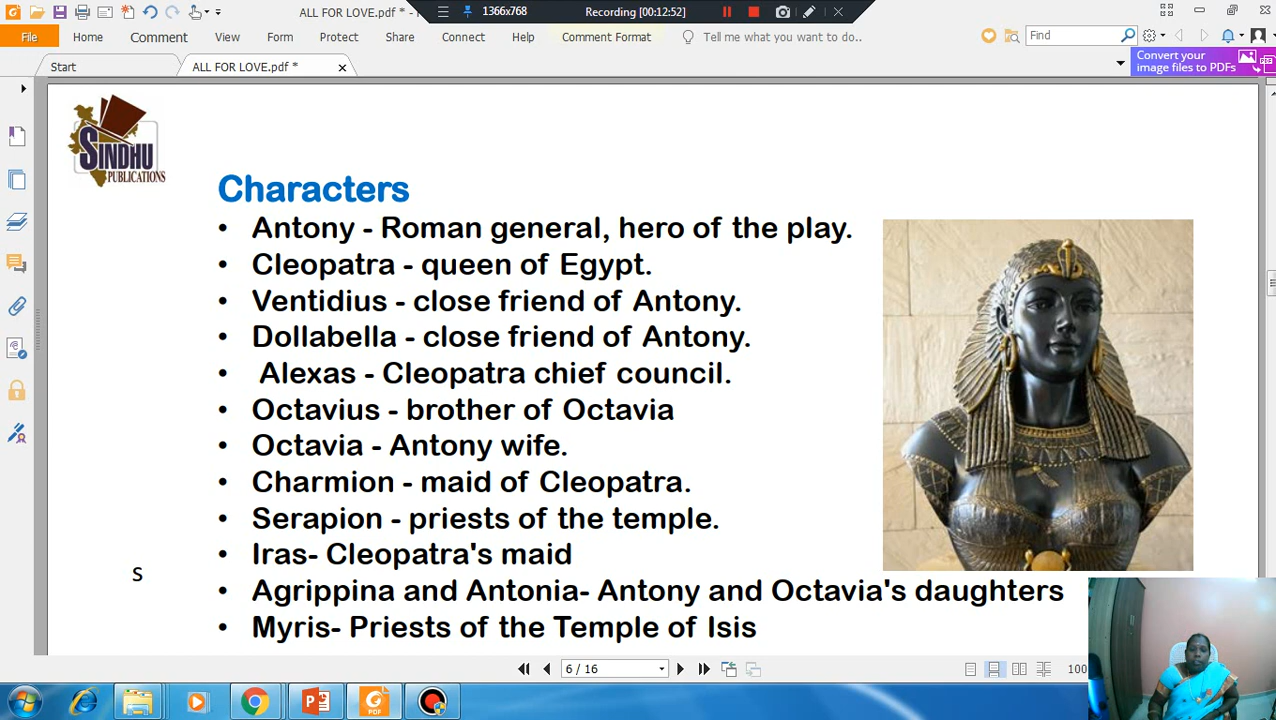 ALL FOR LOVE.pdf * -
1366x768
Recording [00:12:52]
File Home Comment View Form Protect Share Connect Help Comment Format Tell me what you want to do.. Find
Start
ALL FOR LOVE.pdf *
Convert your
image files to PDFs
PDF
SINDHU
PUBLICATIONS
Characters
• Antony - Roman general, hero of the play.
• Cleopatra - queen of Egypt.
• Ventidius - close friend of Antony.
• Dollabella - close friend of Antony.
• Alexas - Cleopatra chief council.
• Octavius - brother of Octavia
• Octavia - Antony wife.
• Charmion - maid of Cleopatra.
• Serapion - priests of the temple.
• Iras- Cleopatra's maid
s
• Agrippina and Antonia- Antony and Octavia's daughters
• Myris- Priests of the Temple of Isis
6 / 16
100
PDF